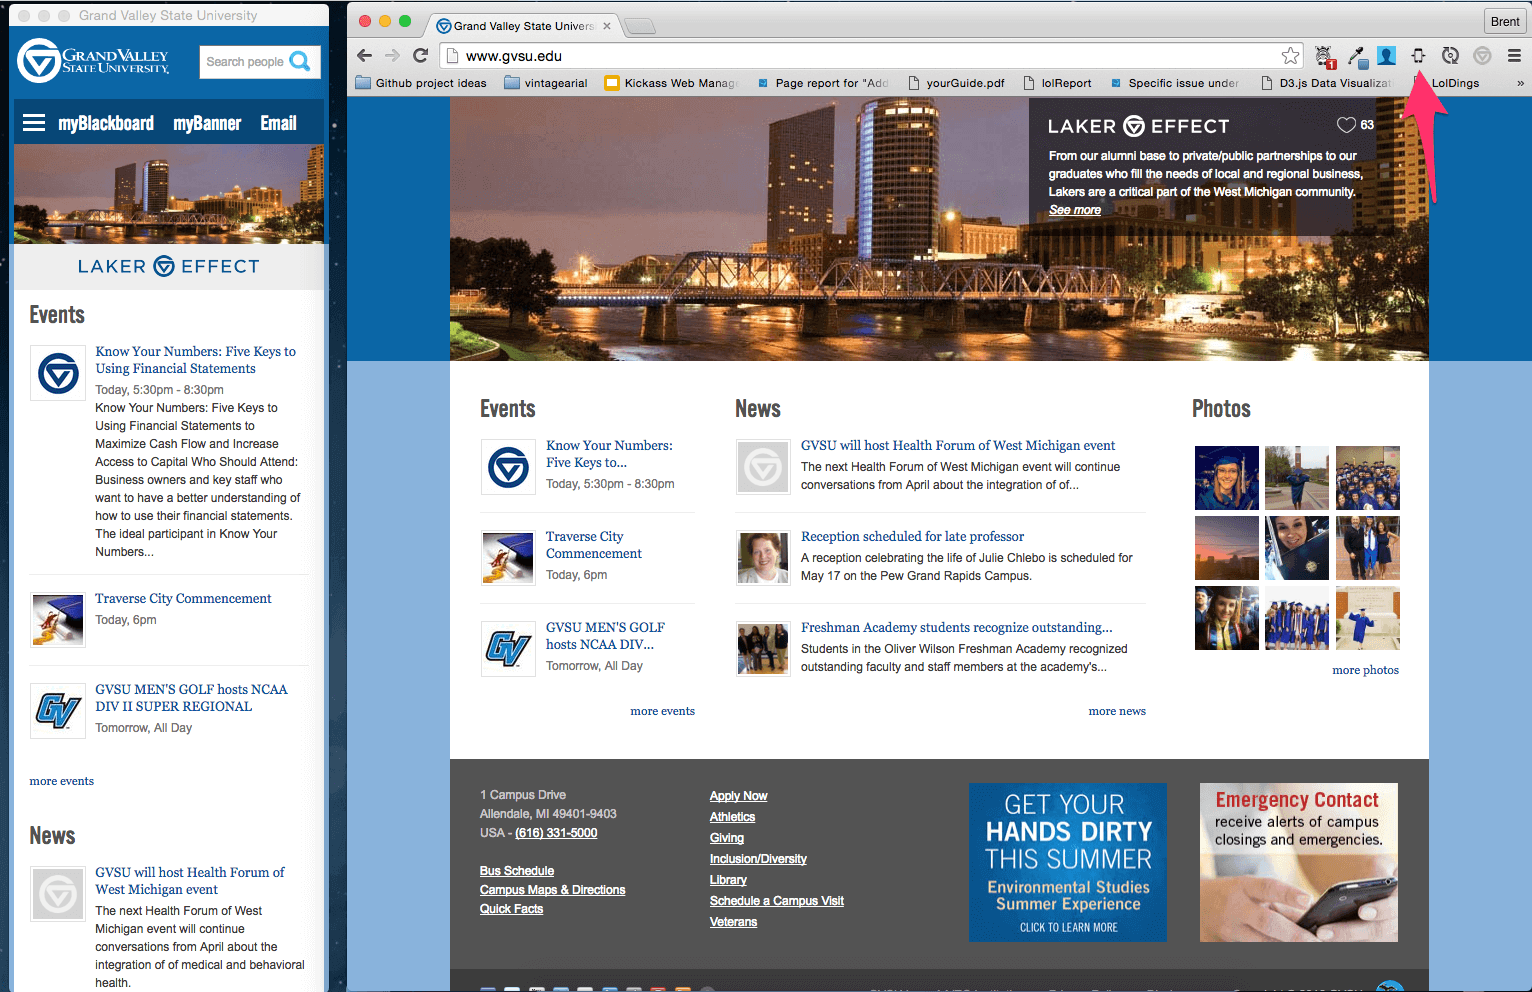 Grand Valley State University
GRANDVALLEY
STATE UNIVERSITY.
Search people
myBlackboard myBanner Email
LAKER EFFECT
Events
Know Your Numbers: Five Keys to
Using Financial Statements
Today, 5:30pm - 8:30pm
Know Your Numbers: Five Keys to
Using Financial Statements to
Maximize Cash Flow and Increase
Access to Capital Who Should Attend:
Business owners and key staff who
want to have a better understanding of
how to use their financial statements.
The ideal participant in Know Your
Numbers...
Traverse City Commencement
Today, 6pm
GVSU MEN'S GOLF hosts NCAA
DIV II SUPER REGIONAL
Tomorrow, All Day
more events
News
GVSU will host Health Forum of
West Michigan event
The next Health Forum of West
Michigan event will continue
conversations from April about the
integration of of medical and behavioral
health.
Grand Valley State Univers
Brent
www.gvsu.edu
1
Github project ideas vintagearial Kickass Web Manag Page report for "Add yourGuide.pdf lolReport Specific issue under D3.js Data Visualizat LolDings »
LAKER EFFECT 63
From our alumni base to private/public partnerships to our
graduates who fill the needs of local and regional business,
Lakers are a critical part of the West Michigan community.
See more
Events
Know Your Numbers:
Five Keys to...
Today, 5:30pm - 8:30pm
Traverse City
Commencement
Today, 6pm
GV
GVSU MEN'S GOLF
hosts NCAA DIV...
Tomorrow, All Day
more events
News
GVSU will host Health Forum of West Michigan event
The next Health Forum of West Michigan event will continue
conversations from April about the integration of of...
Reception scheduled for late professor
A reception celebrating the life of Julie Chlebo is scheduled for
May 17 on the Pew Grand Rapids Campus.
Freshman Academy students recognize outstanding...
Students in the Oliver Wilson Freshman Academy recognized
outstanding faculty and staff members at the academy's...
more news
Photos
more photos
1 Campus Drive
Allendale, MI 49401-9403
USA - (616) 331-5000
Bus Schedule
Campus Maps & Directions
Quick Facts
Apply Now
Athletics
Giving
Inclusion/Diversity
Library
Schedule a Campus Visit
Veterans
GET YOUR
HANDS DIRTY
THIS SUMMER
Environmental Studies
Summer Experience
CLICK TO LEARN MORE
Emergency Contact
receive alerts of campus
closings and emergencies.